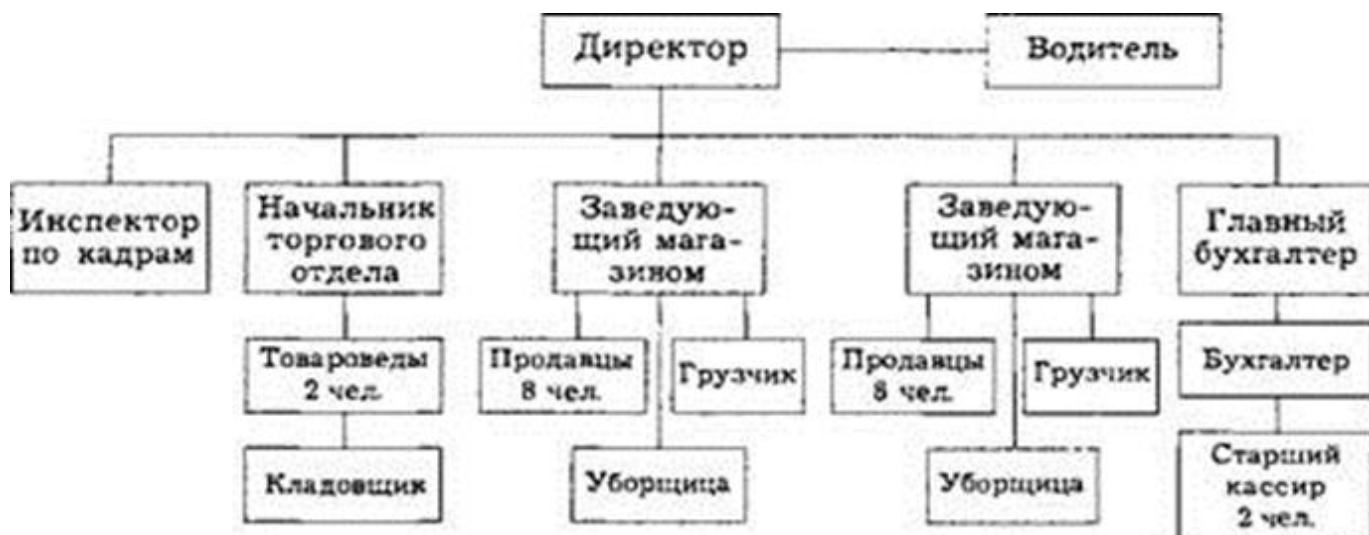 Директор
Водитель
Инспектор
по кадрам
Начальник
торгового
отдела
Заведую-
щий мага-
зином
Заведую-
щий мага-
зином
Главный
бухгалтер
Товароведы
2 чел.
Продавцы
8 чел.
Грузчик
Продавцы
8 чел.
Грузчик
Бухгалтер
Кладовщик
Уборщица
Уборщица
Старший
кассир
2 чел.